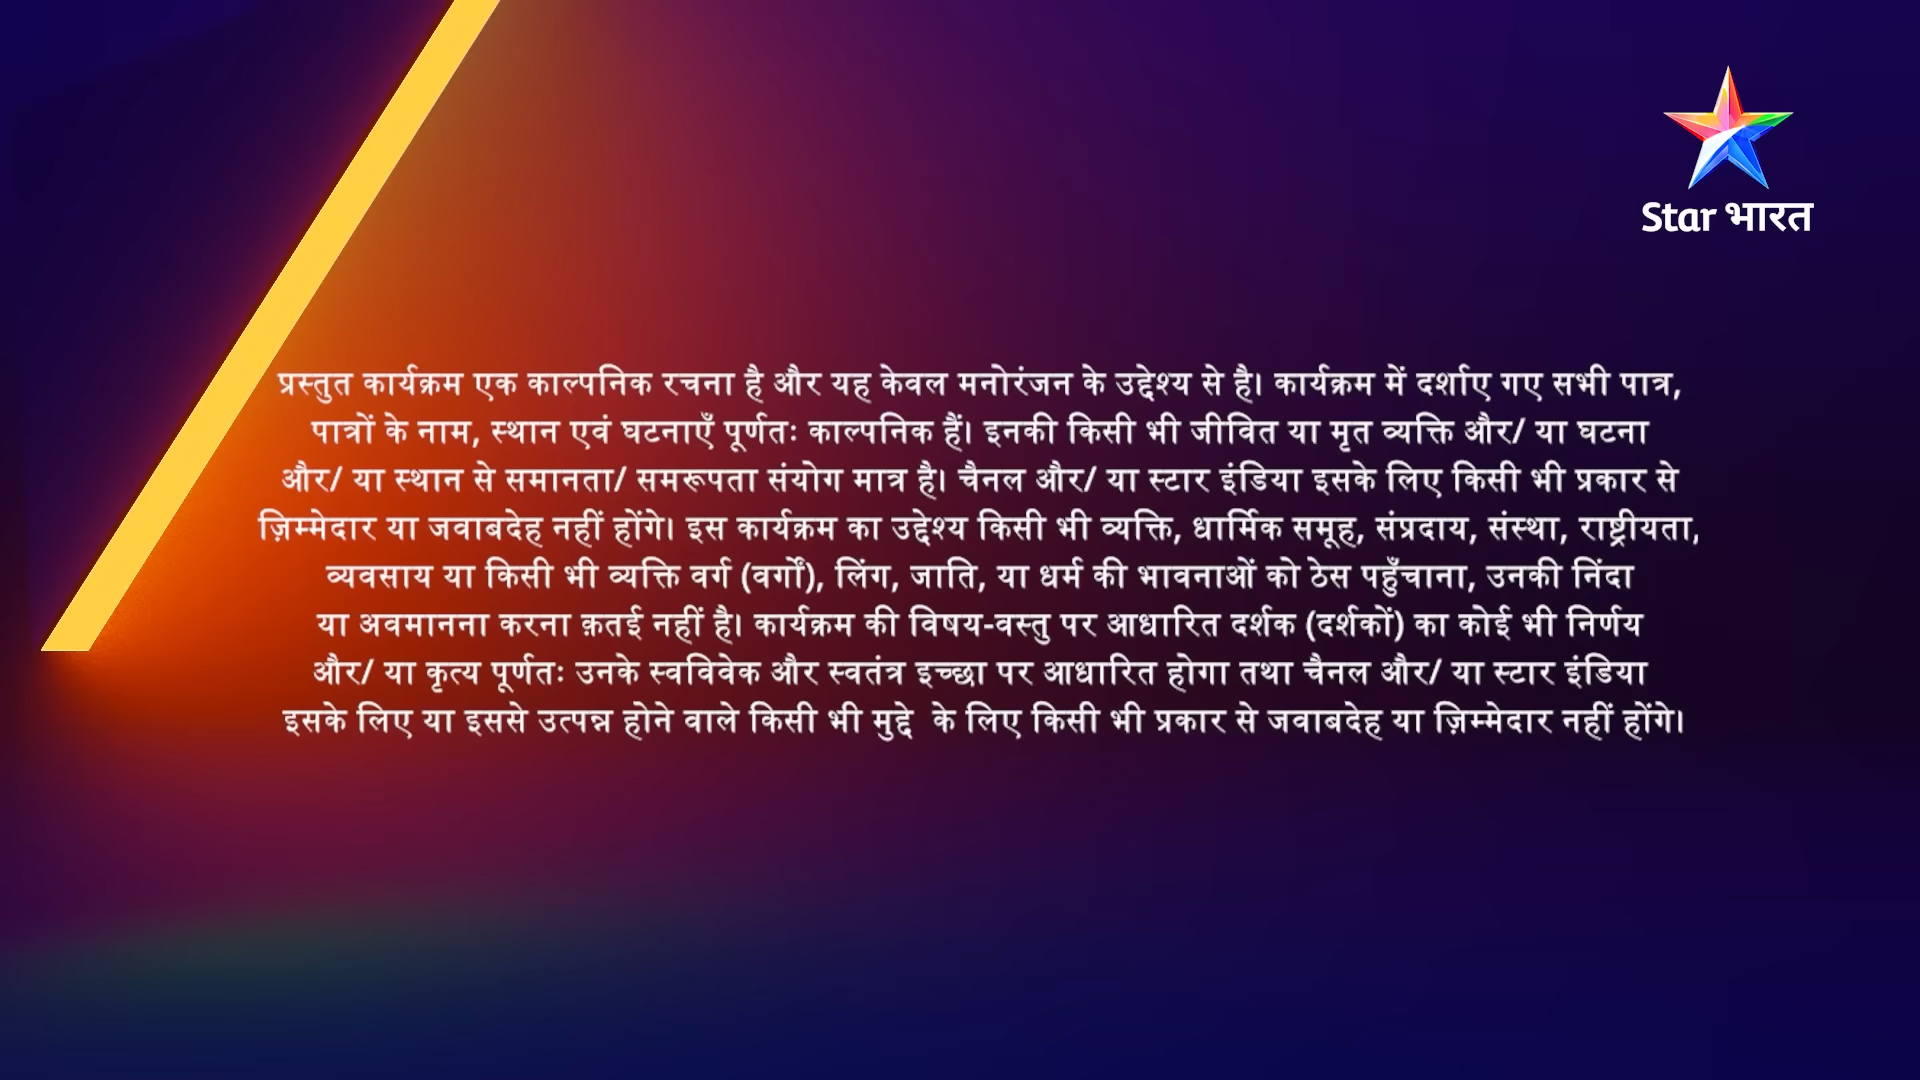 Star भारत
प्रस्तुत कार्यक्रम एक काल्पनिक रचना है और यह केवल मनोरंजन के उद्देश्य से है। कार्यक्रम में दर्शाए गए सभी पात्र,
पात्रों के नाम, स्थान एवं घटनाएँ पूर्णतः काल्पनिक हैं। इनकी किसी भी जीवित या मृत व्यक्ति और/ या घटना
और/ या स्थान से समानता/ समरूपता संयोग मात्र है। चैनल और/ या स्टार इंडिया इसके लिए किसी भी प्रकार से
ज़िम्मेदार या जवाबदेह नहीं होंगे। इस कार्यक्रम का उद्देश्य किसी भी व्यक्ति, धार्मिक समूह, संप्रदाय, संस्था, राष्ट्रीयता,
व्यवसाय या किसी भी व्यक्ति वर्ग (वर्गों), लिंग, जाति, या धर्म की भावनाओं को ठेस पहुँचाना, उनकी निंदा
या अवमानना करना क़तई नहीं है। कार्यक्रम की विषय-वस्तु पर आधारित दर्शक (दर्शकों) का कोई भी निर्णय
और/ या कृत्य पूर्णतः उनके स्वविवेक और स्वतंत्र इच्छा पर आधारित होगा तथा चैनल और/ या स्टार इंडिया
इसके लिए या इससे उत्पन्न होने वाले किसी भी मुद्दे के लिए किसी भी प्रकार से जवाबदेह या ज़िम्मेदार नहीं होंगे।